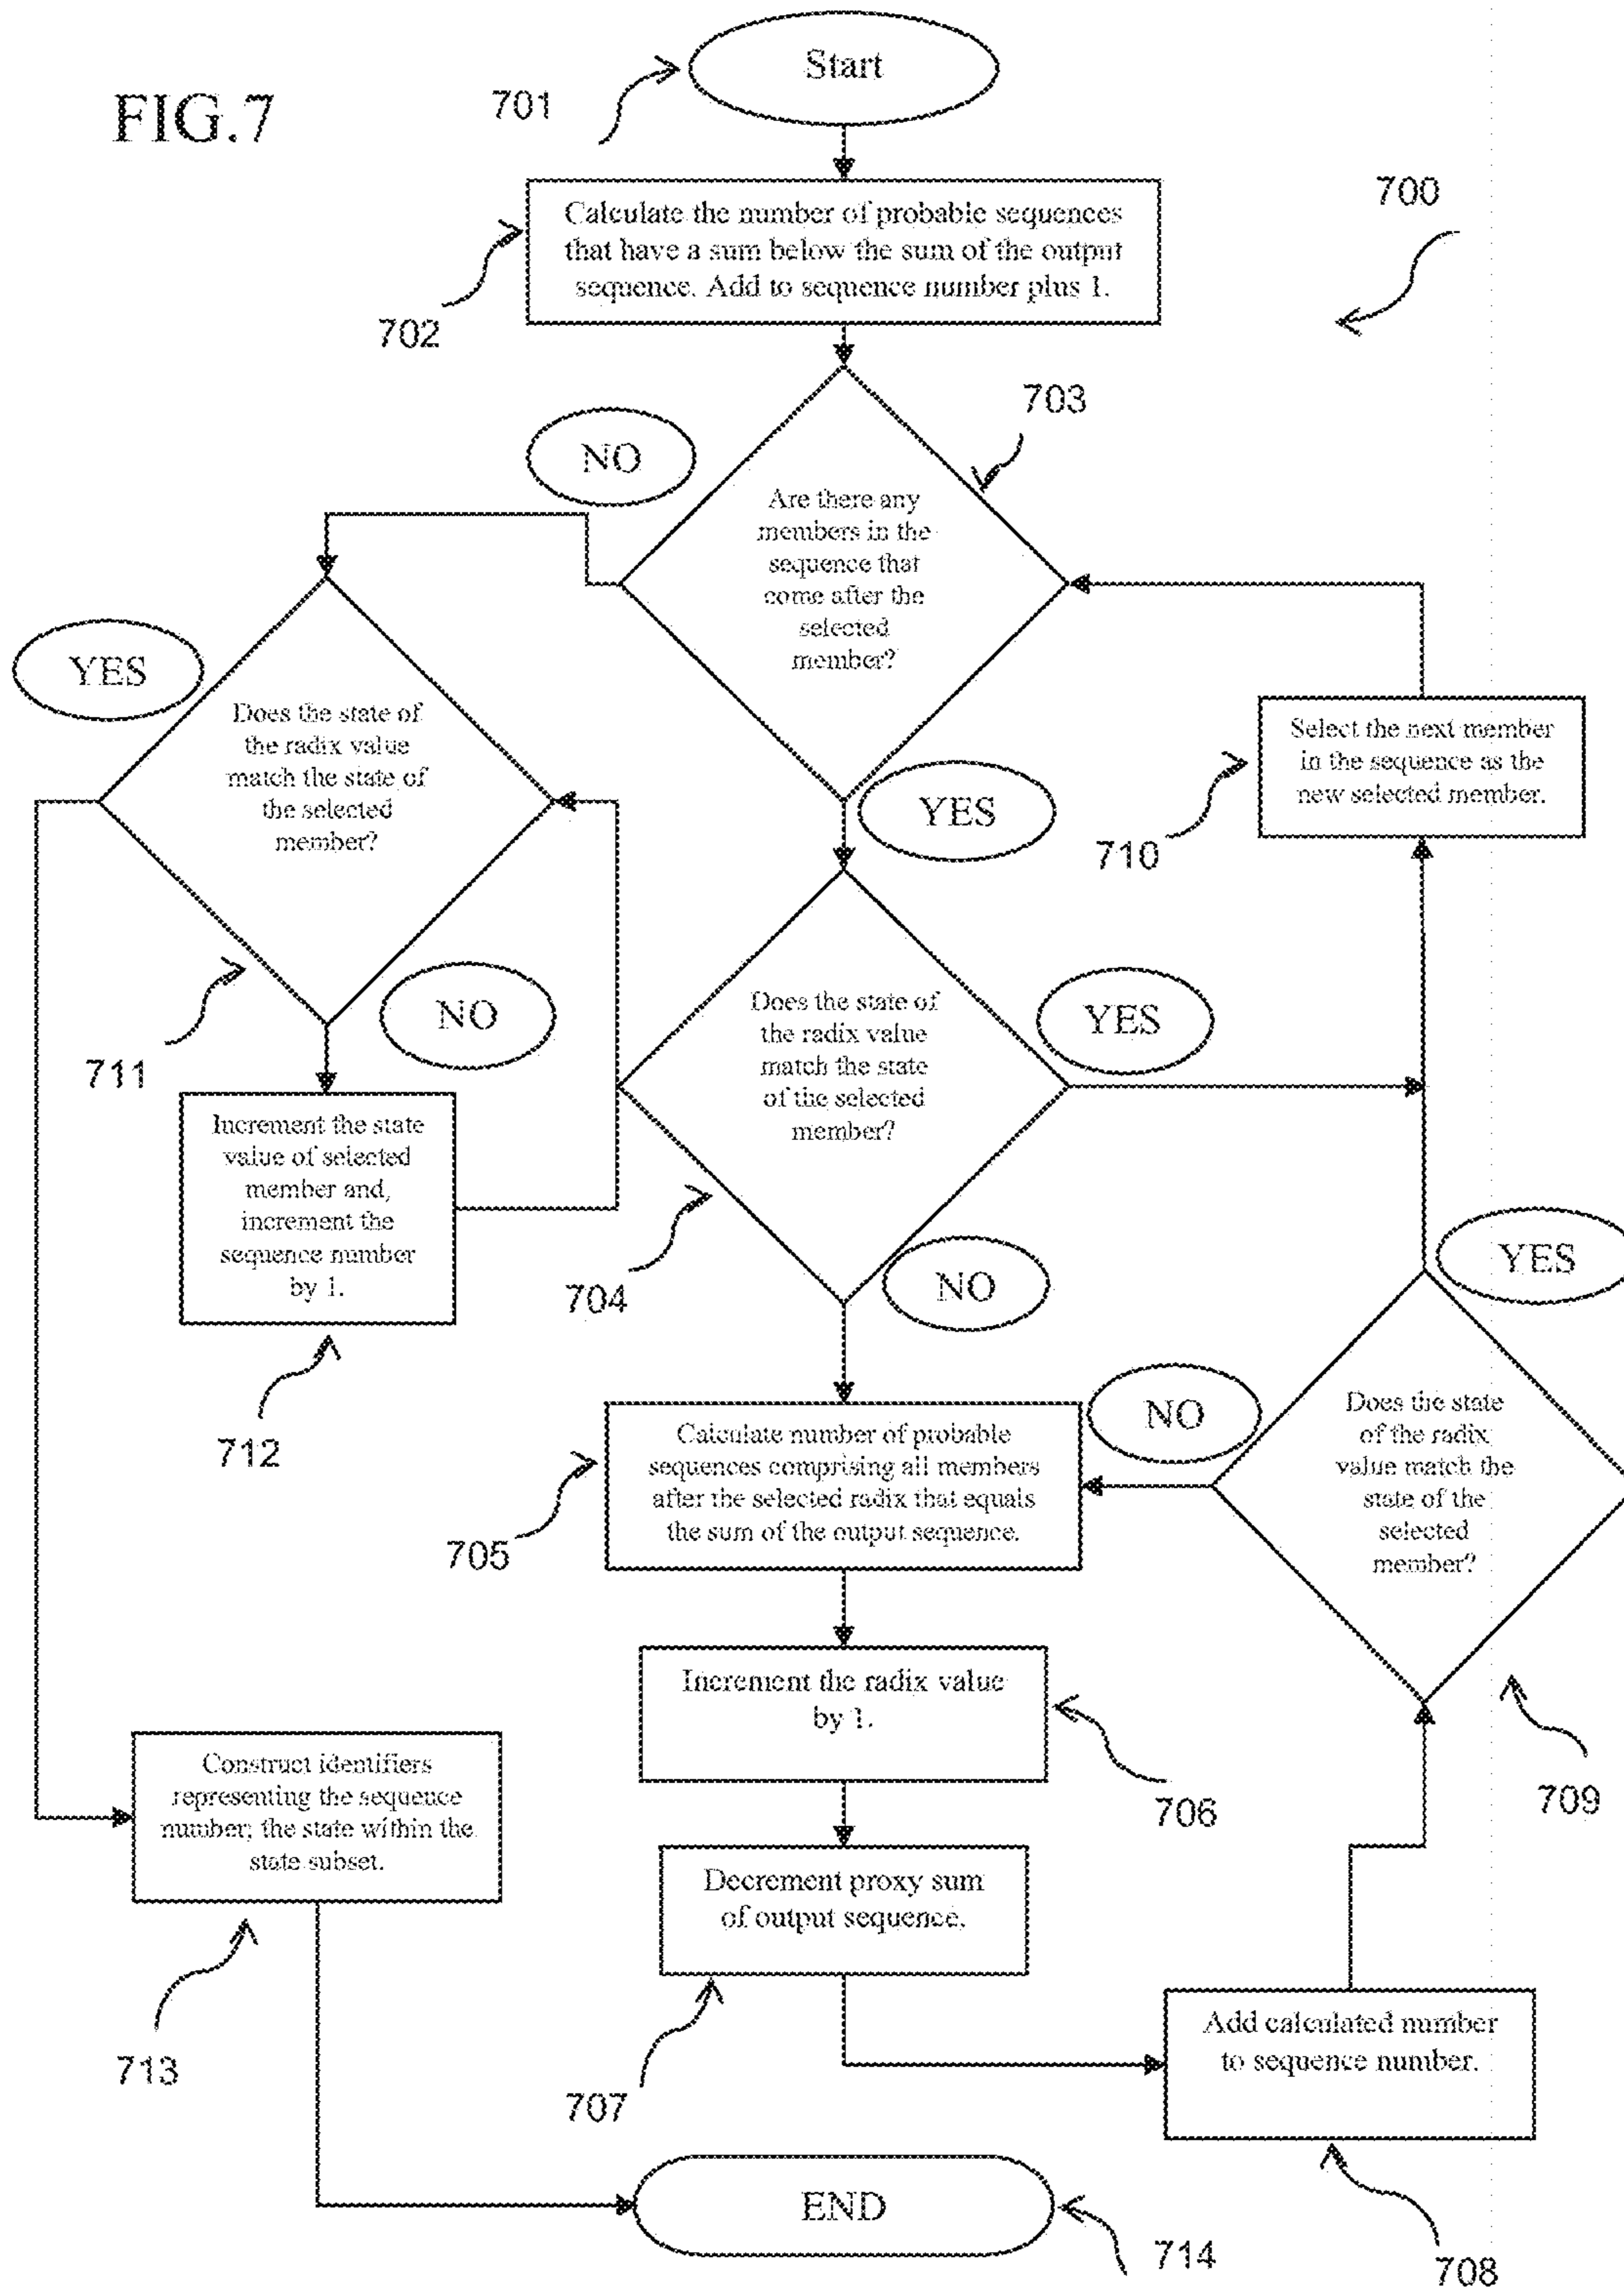 FIG.7
701
Start
700
Calculate the number of probable sequences
that have a sum below the sum of the output
sequence. Add to sequence number plus 1.
702
703
NO
Are there any
members in the
sequence that
come after the
selected
member?
YES
Does the state of
the radix value
match the state of
the selected
member?
Select the next member
in the sequence as the
new selected member.
710
YES
711
NO
Does the state of
the radix value
match the state
of the selected
member?
YES
Increment the state
value of selected
member and,
increment the
sequence number
by 1.
712
704
NO
YES
NO
Does the state
of the radix
value match the
state of the
selected
member?
Calculate number of probable
sequences comprising all members
after the selected radix that equals
the sum of the output sequence.
705
Increment the radix value
by 1.
706
709
Construct identifiers
representing the sequence
number; the state within the
state subset.
713
Decrement proxy sum
of output sequence.
707
Add calculated number
to sequence number.
708
END
714